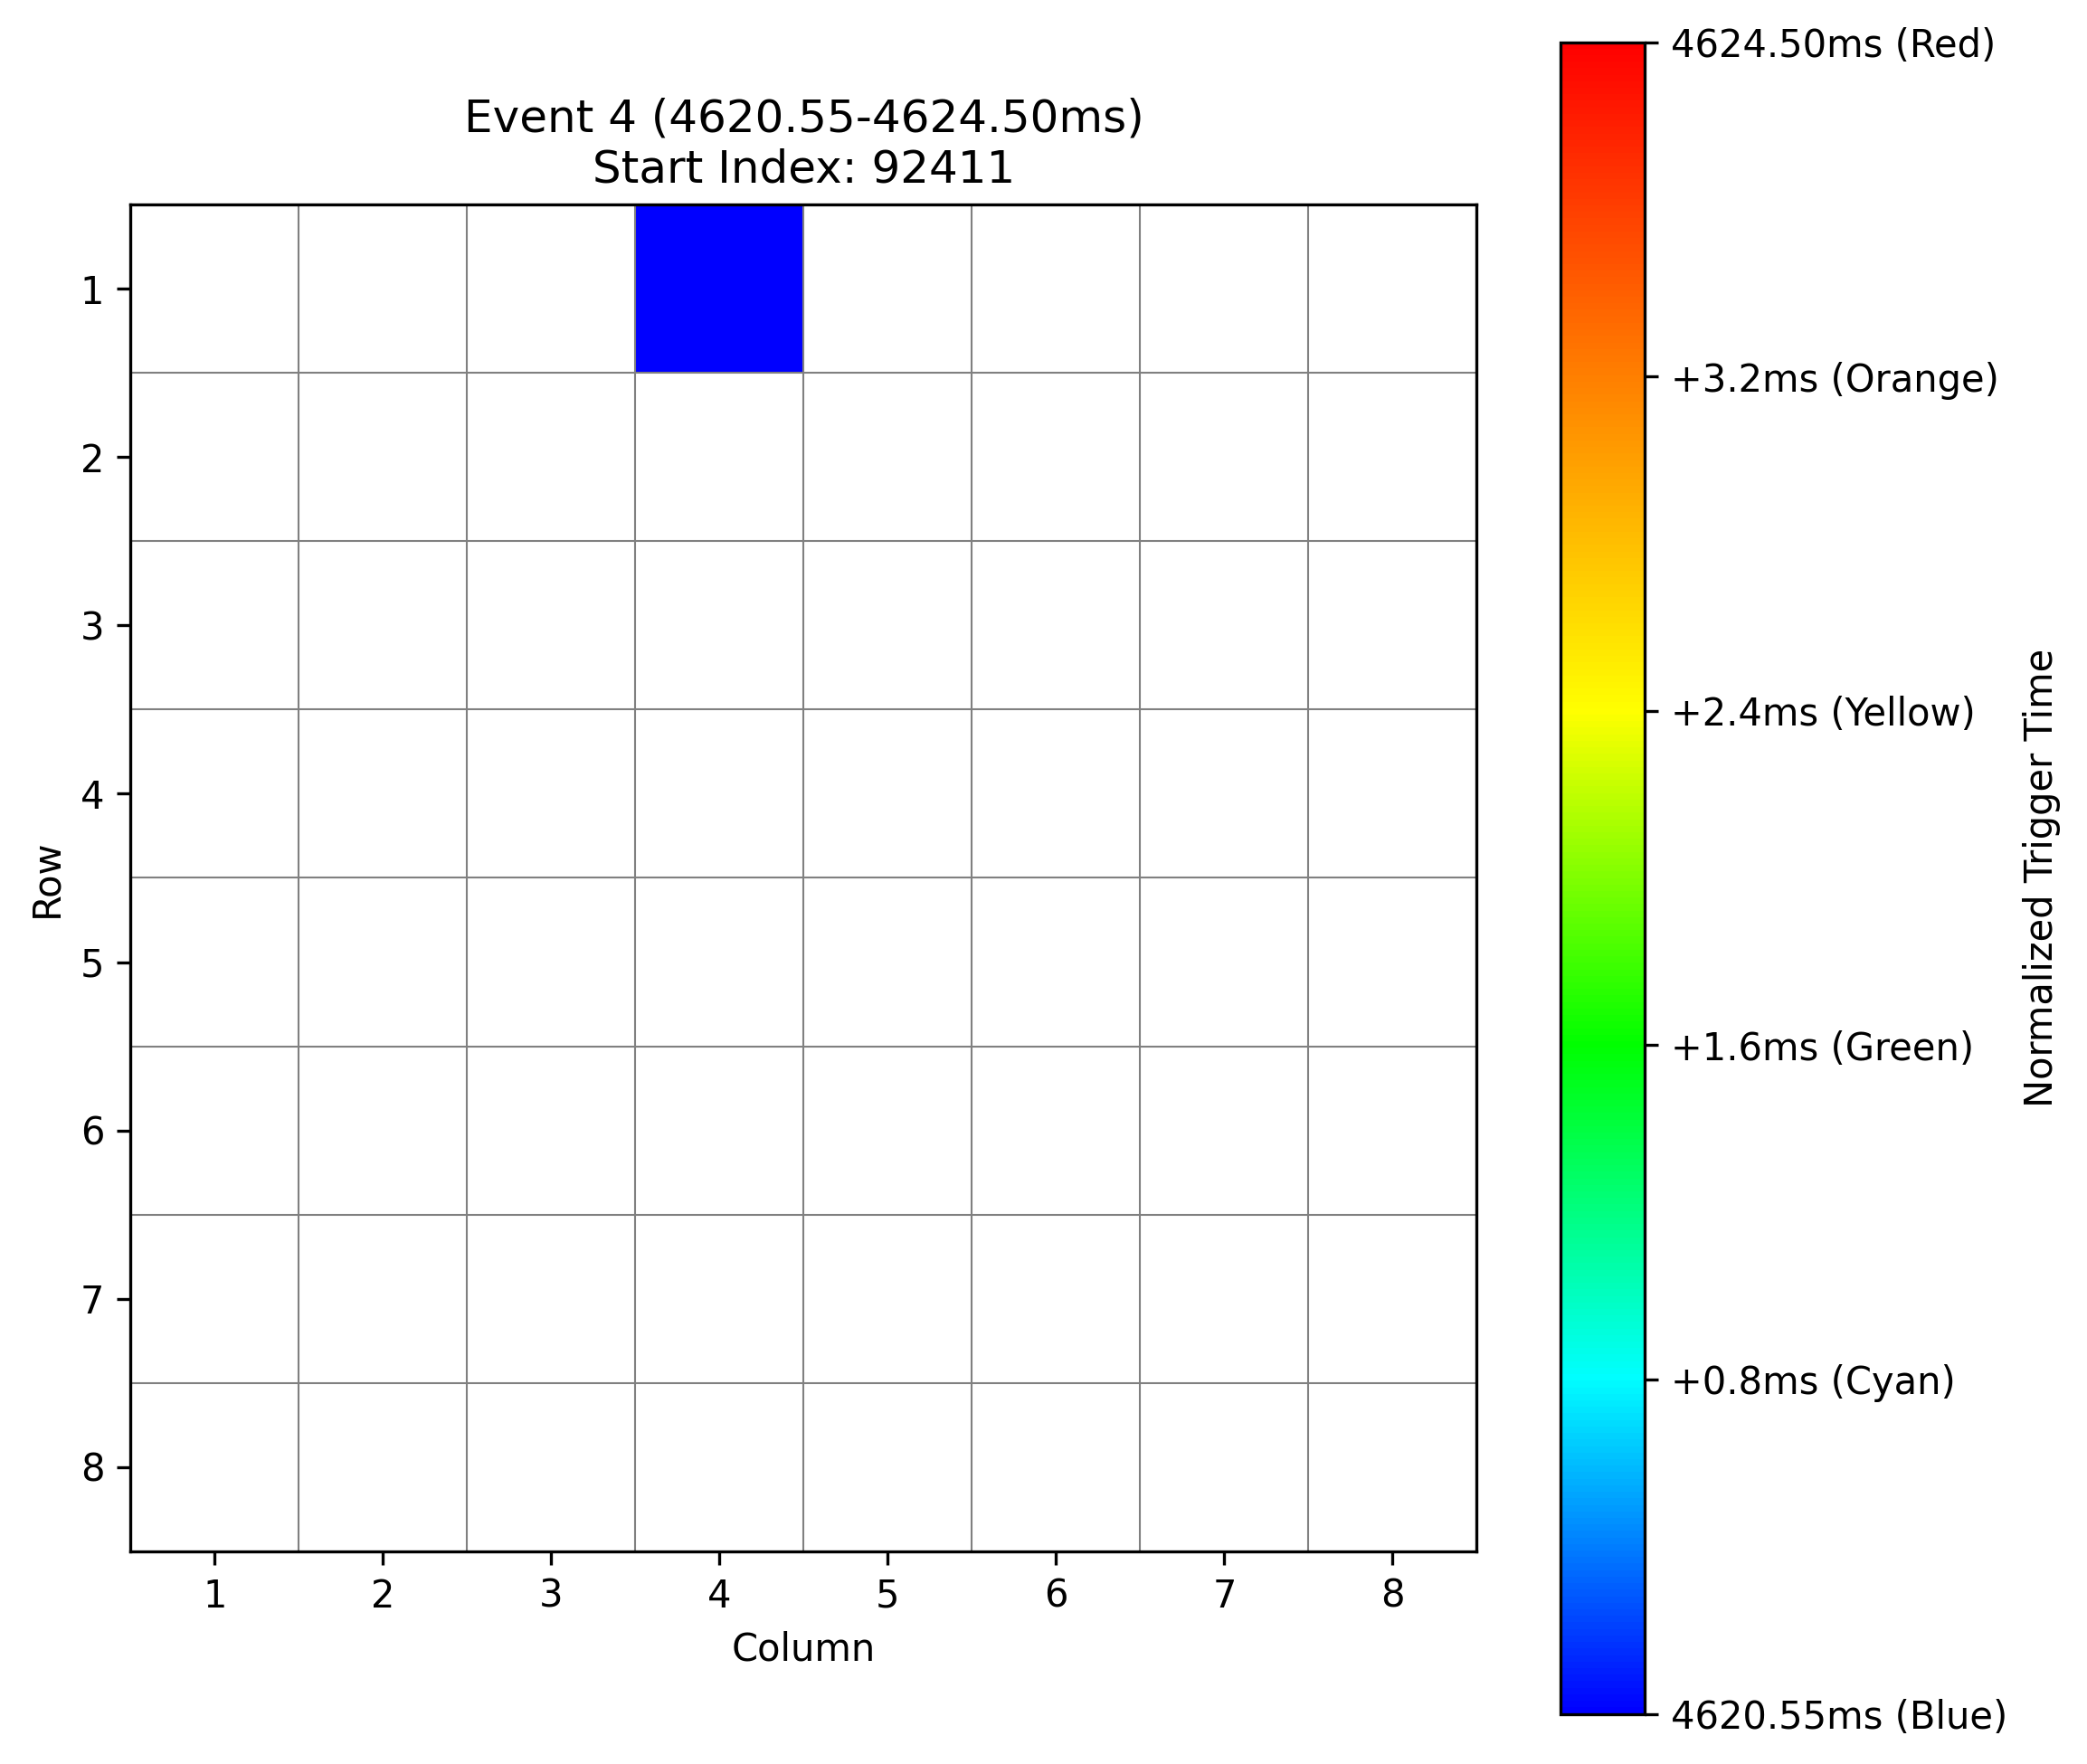 Event 4 (4620.55-4624.50ms)
Start Index: 92411
Row
1
2
3
4
5
6
7
8
1 2 3 4 5 6 7 8
Column
4624.50ms (Red)
+3.2ms (Orange)
+2.4ms (Yellow)
+1.6ms (Green)
+0.8ms (Cyan)
4620.55ms (Blue)
Normalized Trigger Time